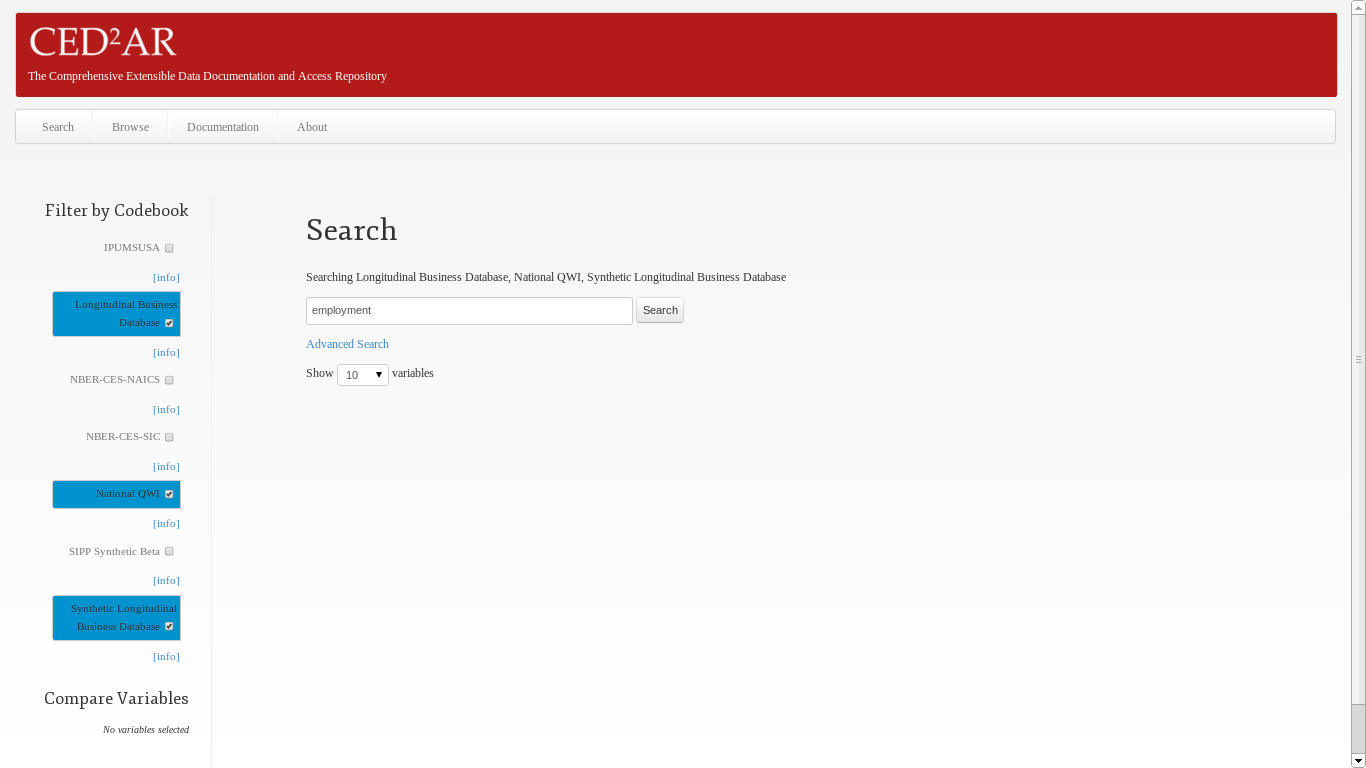 CED²AR
The Comprehensive Extensible Data Documentation and Access Repository
Search
Browse
Documentation
About
Filter by Codebook
IPUMSUSA
[info]
Longitudinal Business
Database
[info]
NBER-CES-NAICS
[info]
NBER-CES-SIC
[info]
National QWI
[info]
SIPP Synthetic Beta
[info]
Synthetic Longitudinal
Business Database
[info]
Compare Variables
No variables selected
Search
Searching Longitudinal Business Database, National QWI, Synthetic Longitudinal Business Database
employment Search
Advanced Search
Show 10 variables